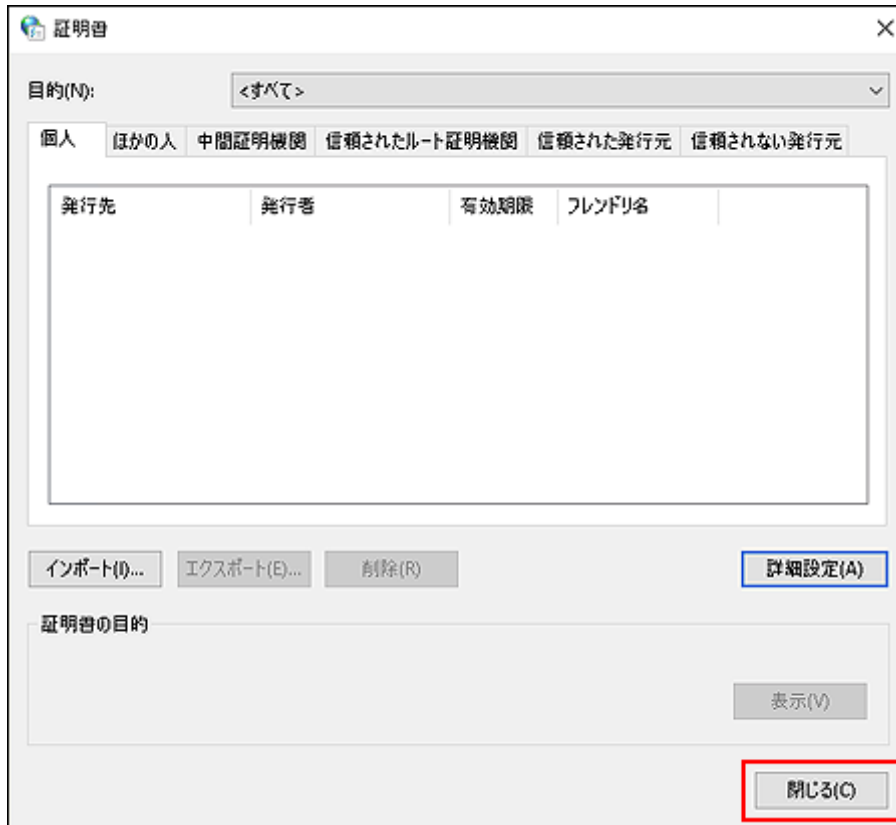 証明書
目的(N): <すべて>
個人 ほかの人 中間証明機関 信頼されたルート証明機関 信頼された発行元 信頼されない発行元
発行先 発行者 有効期限 フレンドリ名
インポート(I)... エクスポート(E)... 削除(R) 詳細設定(A)
証明書の目的
表示(V)
閉じる(C)